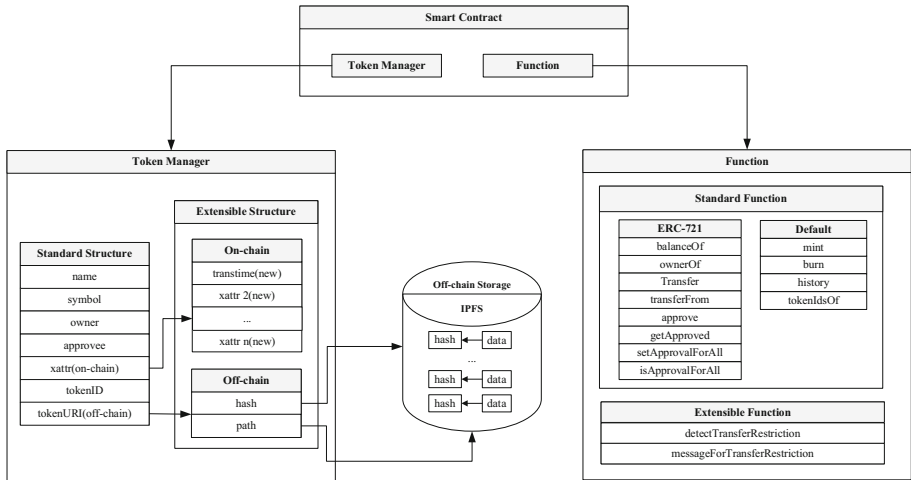 Smart Contract
Token Manager
Function
Token Manager
Extensible Structure
Standard Structure
name
symbol
owner
approvee
xattr(on-chain)
tokenID
tokenURI(off-chain)
On-chain
transtime(new)
xattr 2(new)
...
xattr n(new)
Off-chain
hash
path
Off-chain Storage
IPFS
hash
data
...
hash
data
hash
data
Function
Standard Function
ERC-721
balanceOf
ownerOf
Transfer
transferFrom
approve
getApproved
setApprovalForAll
isApprovalForAll
Default
mint
burn
history
tokenIdsOf
Extensible Function
detectTransferRestriction
messageForTransferRestriction